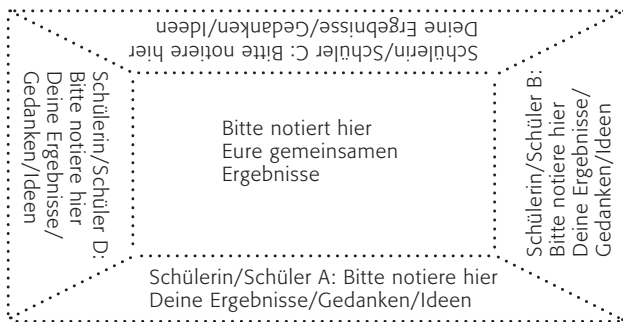 Schülerin/Schüler C: Bitte notiere hier
Deine Ergebnisse/Gedanken/Ideen
Schülerin/Schüler D:
Bitte notiere hier
Deine Ergebnisse/
Gedanken/Ideen
Bitte notiert hier
Eure gemeinsamen
Ergebnisse
Schülerin/Schüler B:
Bitte notiere hier
Deine Ergebnisse/
Gedanken/Ideen
Schülerin/Schüler A: Bitte notiere hier
Deine Ergebnisse/Gedanken/Ideen